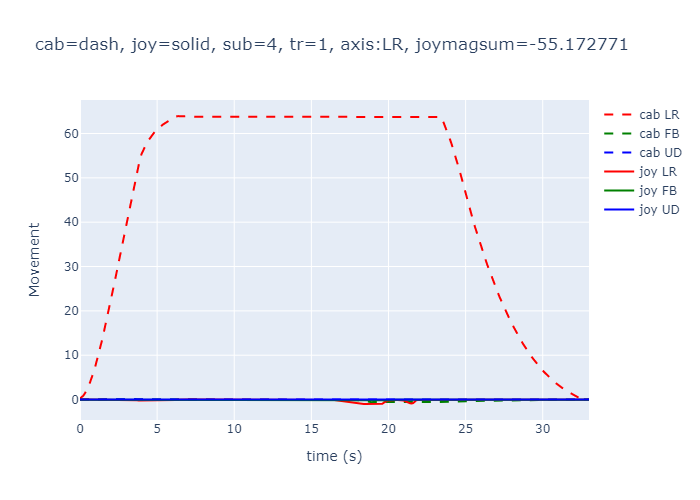 cab=dash, joy=solid, sub=4, tr=1, axis:LR, joymagsum=-55.172771
cab LR
cab FB
cab UD
joy LR
joy FB
joy UD
Movement
60
50
40
30
20
10
0
0 5 10 15 20 25 30
time (s)